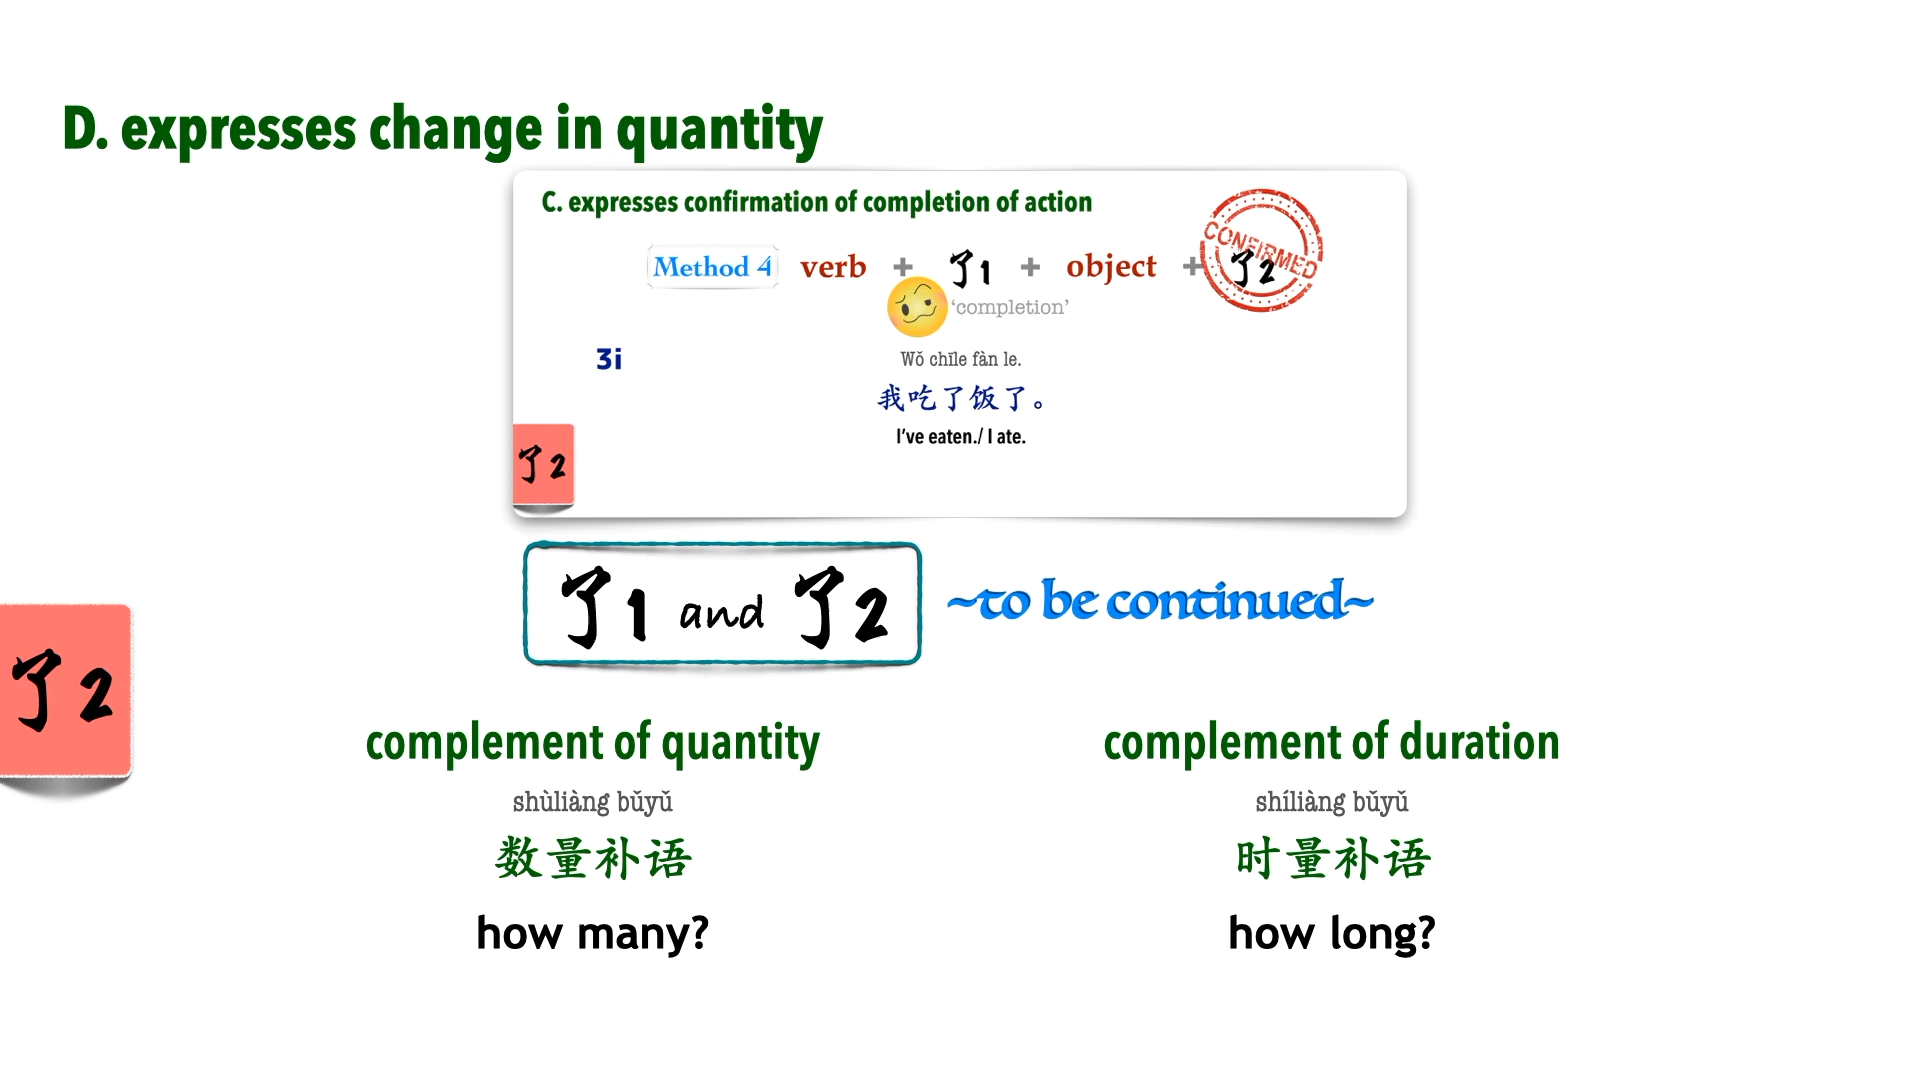 D. expresses change in quantity
C. expresses confirmation of completion of action
CONFIRMED
Method 4 verb + 了1 + object + 了2
'completion'
3i
Wǒ chīle fàn le.
我吃了饭了。
I've eaten./ I ate.
了2
了1 and 了2 ~to be continued~
了2
complement of quantity
shùliàng bǔyǔ
数量补语
how many?
complement of duration
shíliàng bǔyǔ
时量补语
how long?